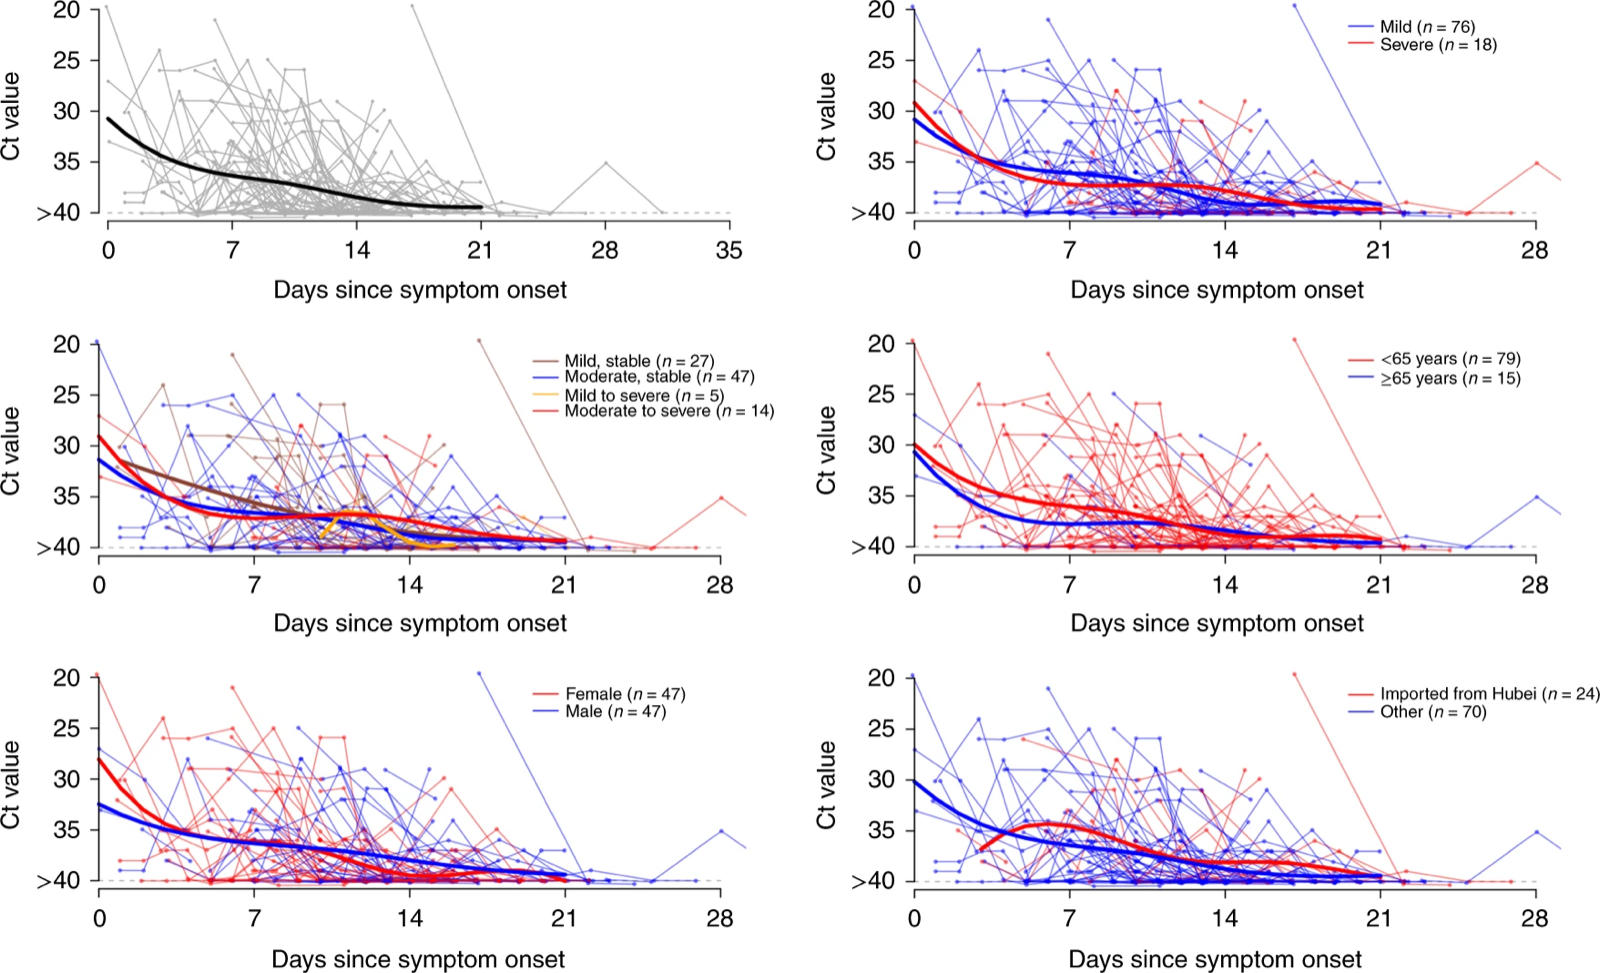 20
25
30
35
>40
Ct value
0 7 14 21 28 35
Days since symptom onset
20
25
30
35
>40
Ct value
Mild (n = 76)
Severe (n = 18)
0 7 14 21 28
Days since symptom onset
20
25
30
35
>40
Ct value
Mild, stable (n = 27)
Moderate, stable (n = 47)
Mild to severe (n = 5)
Moderate to severe (n = 14)
0 7 14 21 28
Days since symptom onset
20
25
30
35
>40
Ct value
<65 years (n = 79)
≥65 years (n = 15)
0 7 14 21 28
Days since symptom onset
20
25
30
35
>40
Ct value
Female (n = 47)
Male (n = 47)
0 7 14 21 28
Days since symptom onset
20
25
30
35
>40
Ct value
Imported from Hubei (n = 24)
Other (n = 70)
0 7 14 21 28
Days since symptom onset